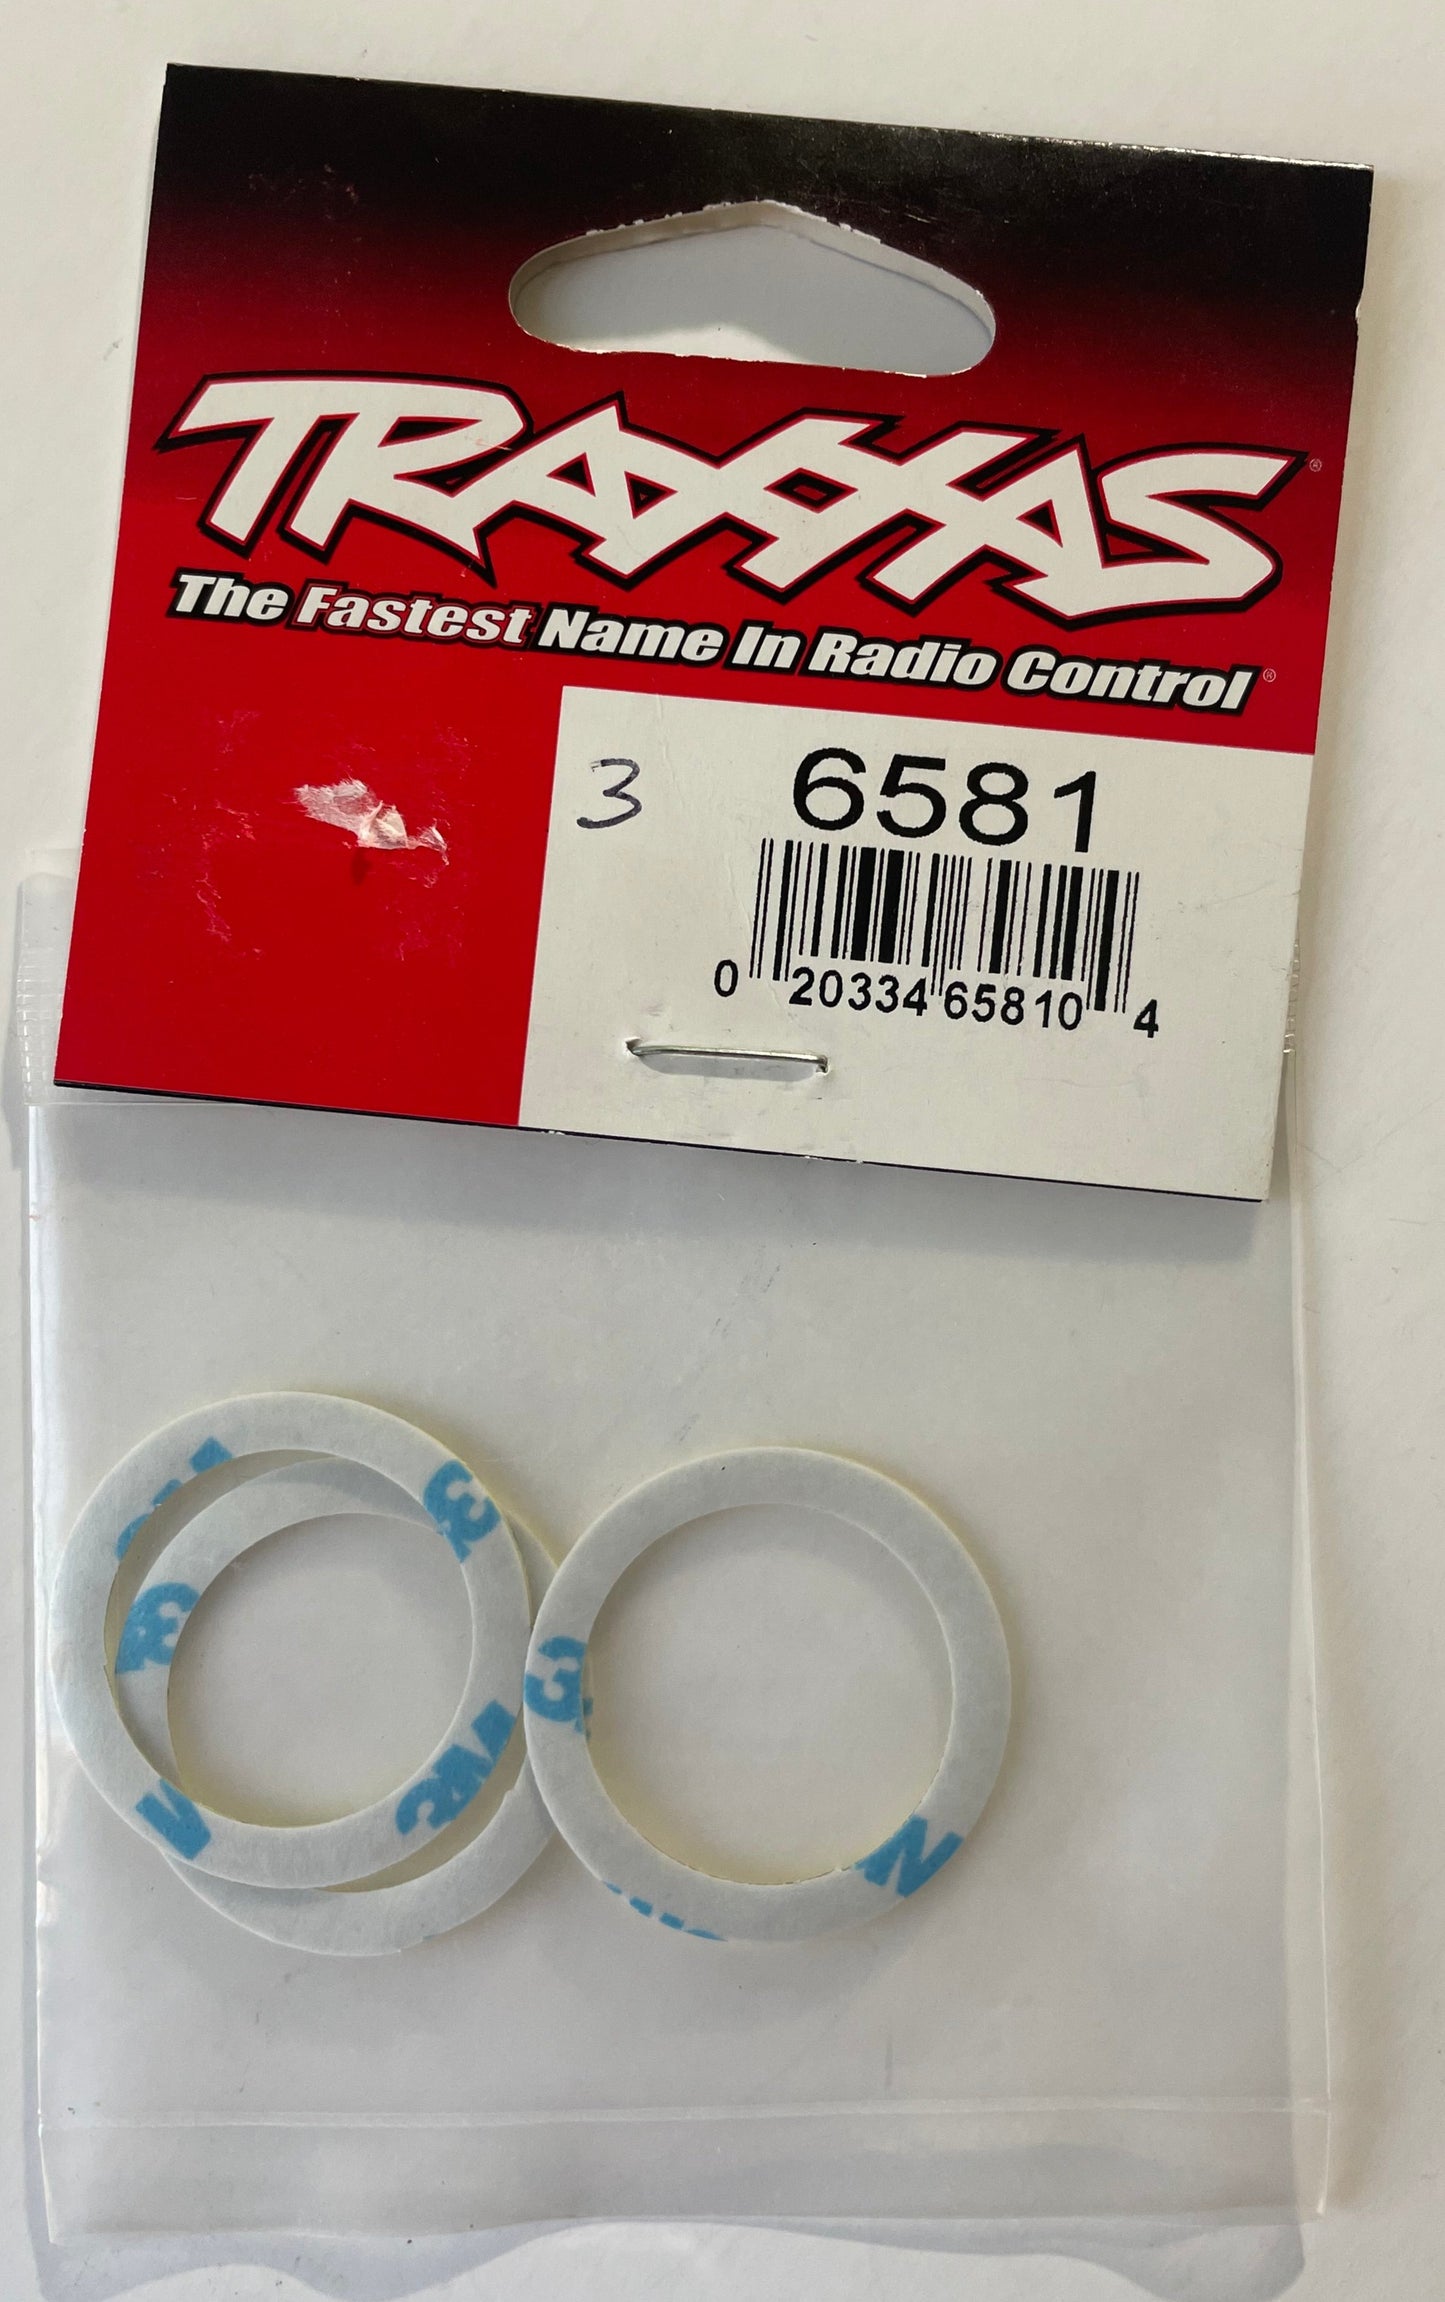 TRAXXAS®
The Fastest Name In Radio Control®
3 6581
0 20334 65810 4
3M
3M